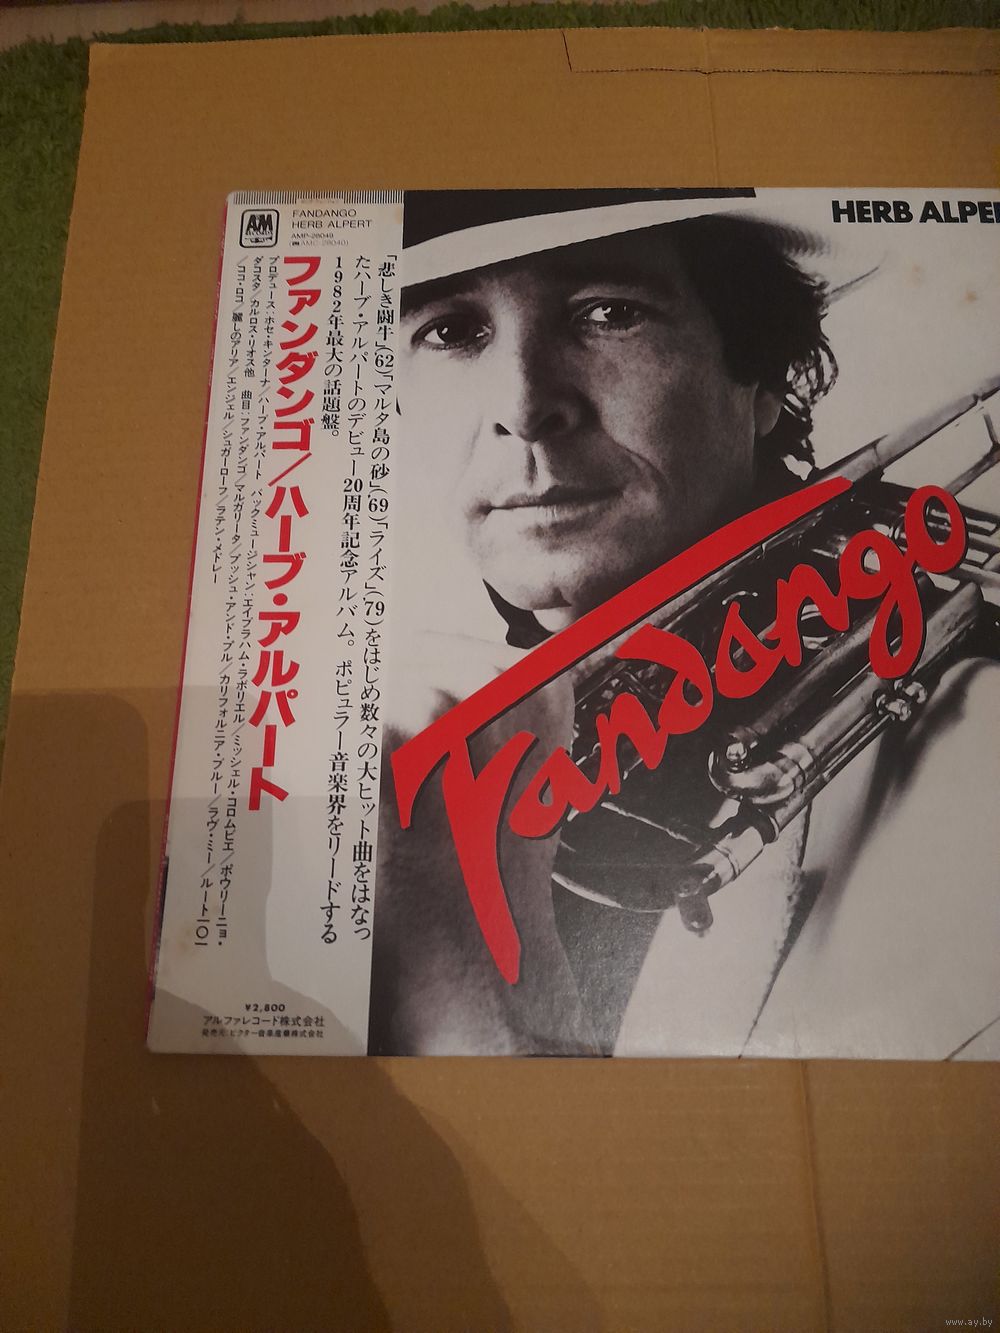 A&M
RECORDS
FANDANGO
HERB ALPERT
AMP-28049
(AMC-28040)
HERB ALPER
「悲しき闘牛」(’62)「マルタ島の砂」(’69)「ライズ」(’79)をはじめ数々の大ヒット曲をはなっ
たハーブ・アルパートのデビュー20周年記念アルバム。 ポピュラー音楽界をリードする
1982年最大の話題盤。
ファンダンゴ/ハーブ・アルパート
プロデュース:ホセ・キンターナ/ハーブ・アルパート バックミュージシャン:エイブラハム・ラボリエル/ミッシェル・コロムビエ/ポウリーニョ・
ダコスタ/カルロス・リオス他 曲目:ファンダンゴ/マルガリータ/プッシュ・アンド・プル/カリフォルニア・ブルー/ラヴ・ミー/ルート一〇一
/ココ・ロコ/麗しのアリア/エンジェル/シュガーローフ/ラテン・メドレー
Fandango
¥2,800
アルファレコード株式会社
発売元:ビクター音楽産業株式会社
www.ay.by